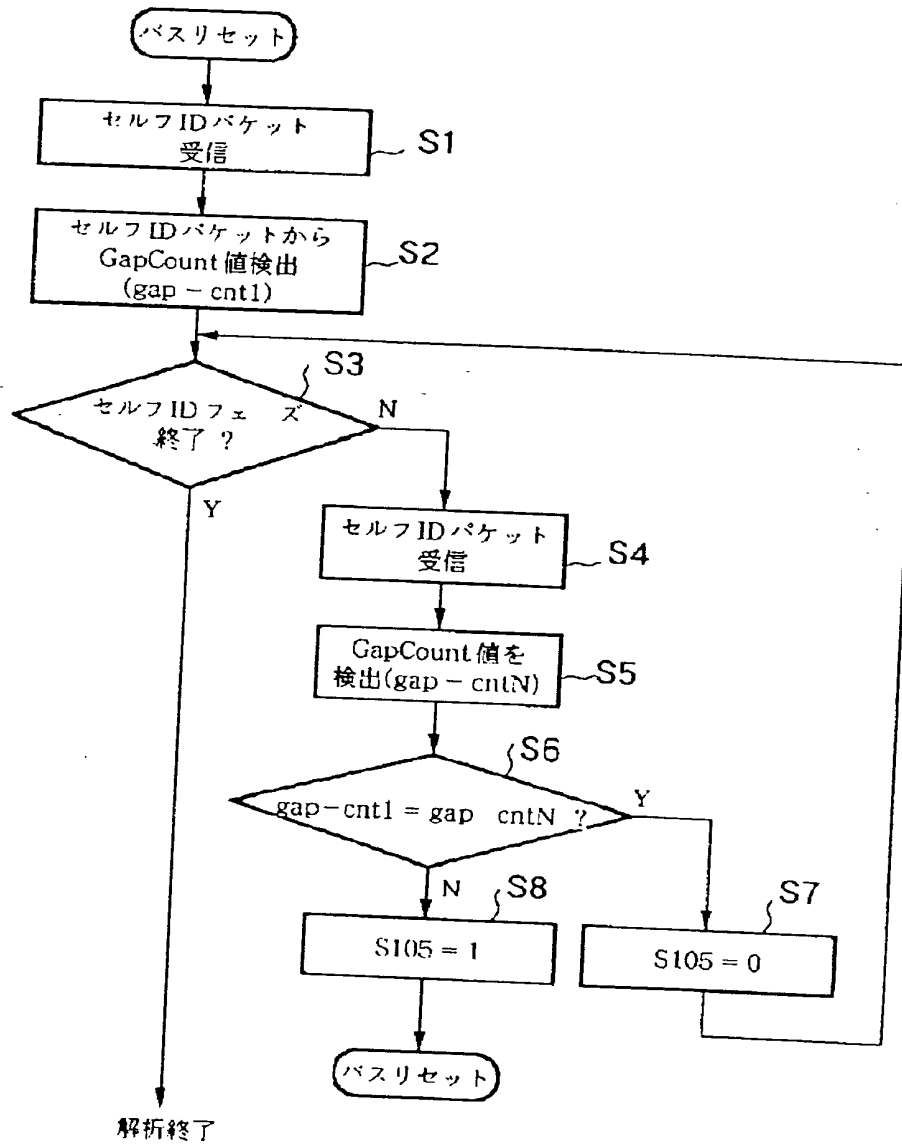 バスリセット
セルフIDパケット
受信
S1
セルフIDパケットから
GapCount値検出
(gap − cnt1)
S2
S3
セルフIDフェ ズ
終了 ?
N
Y
セルフIDパケット
受信
S4
GapCount値を
検出(gap − cntN)
S5
S6
gap−cnt1 = gap cntN ?
Y
N
S8
S105 = 1
S7
S105 = 0
バスリセット
解析終了